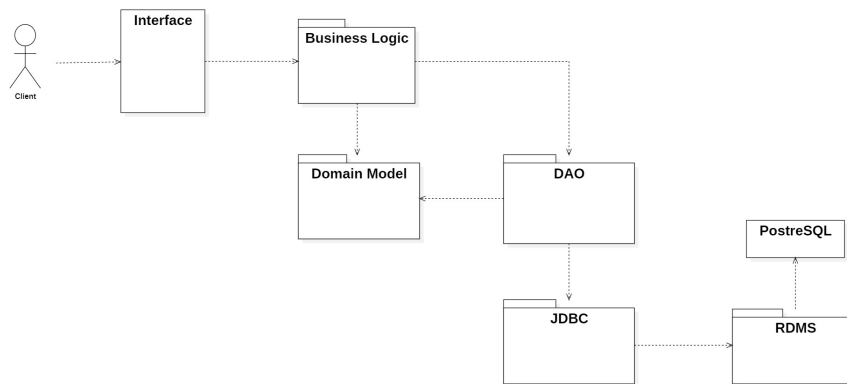 Interface
Business Logic
Client
Domain Model
DAO
PostreSQL
JDBC
RDMS